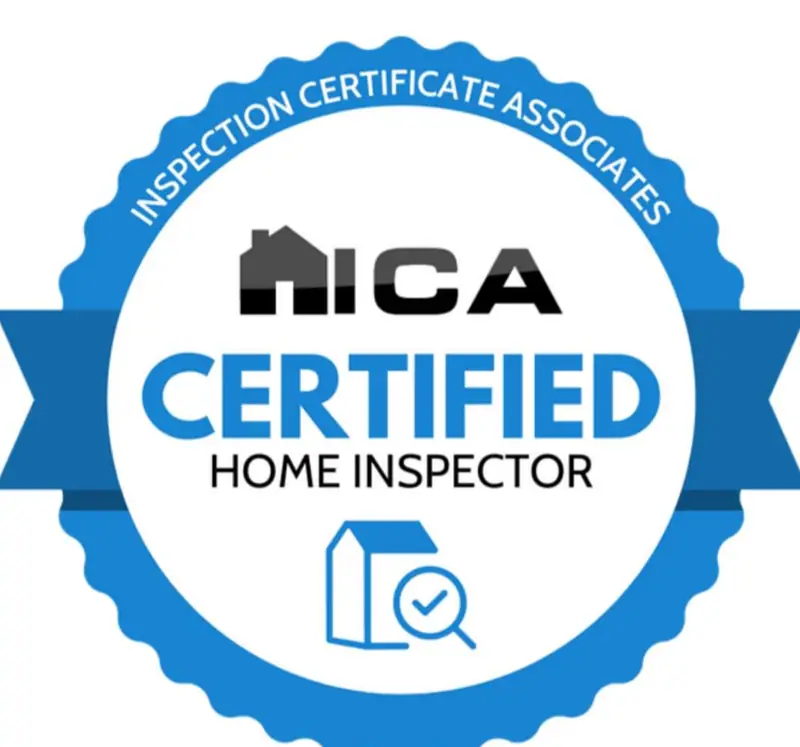 INSPECTION CERTIFICATE ASSOCIATES
ICA
CERTIFIED
HOME INSPECTOR